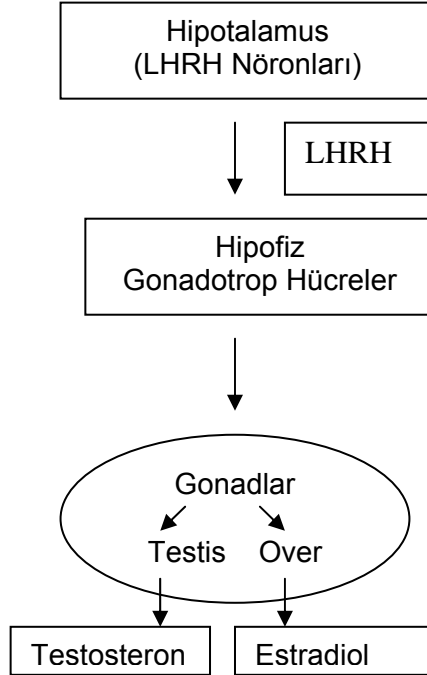 Hipotalamus
(LHRH Nöronları)
LHRH
Hipofiz
Gonadotrop Hücreler
Gonadlar
Testis Over
Testosteron Estradiol